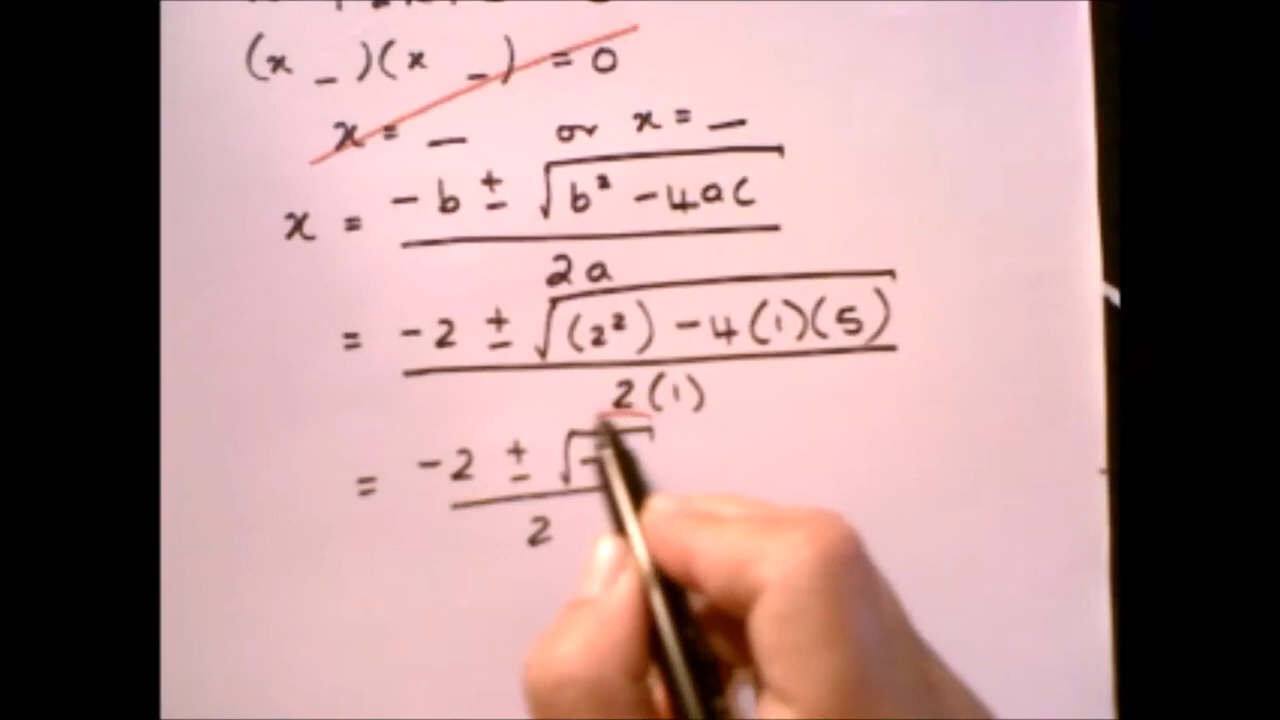 (x _ )(x _ ) = 0
x = _ or x = _
x = -b ± √b² - 4ac
2a
= -2 ± √(2²) - 4(1)(5)
2(1)
= -2 ± √-
2